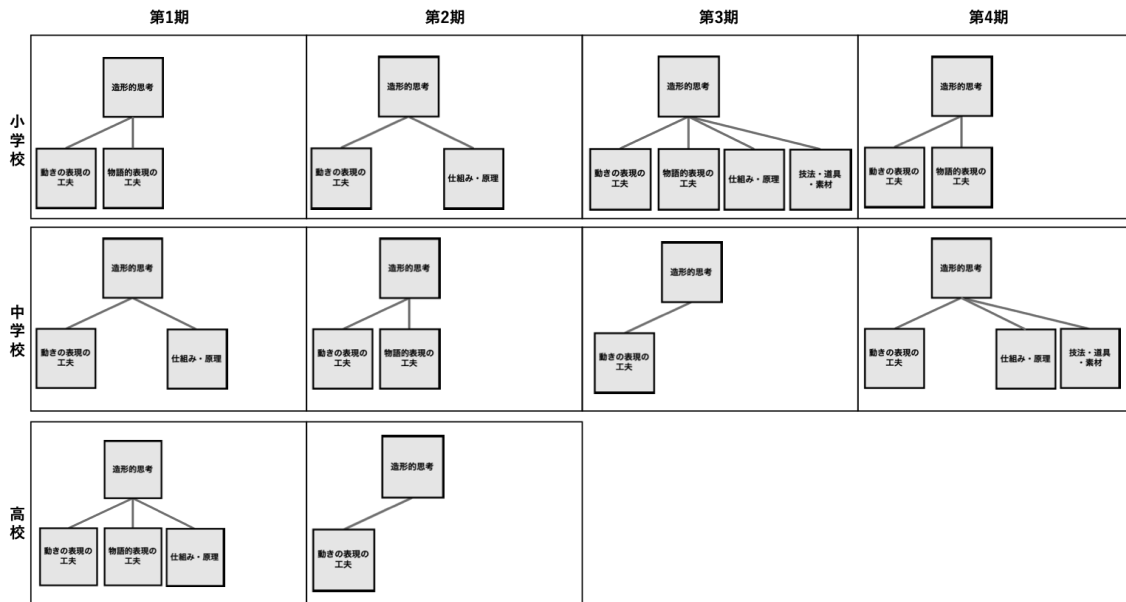 第1期
第2期
第3期
第4期
小学校
造形的思考
動きの表現の
工夫
物語的表現の
工夫
造形的思考
動きの表現の
工夫
仕組み・原理
造形的思考
動きの表現の
工夫
物語的表現の
工夫
仕組み・原理
技法・道具
・素材
造形的思考
動きの表現の
工夫
物語的表現の
工夫
中学校
造形的思考
動きの表現の
工夫
仕組み・原理
造形的思考
動きの表現の
工夫
物語的表現の
工夫
造形的思考
動きの表現の
工夫
造形的思考
動きの表現の
工夫
仕組み・原理
技法・道具
・素材
高校
造形的思考
動きの表現の
工夫
物語的表現の
工夫
仕組み・原理
造形的思考
動きの表現の
工夫